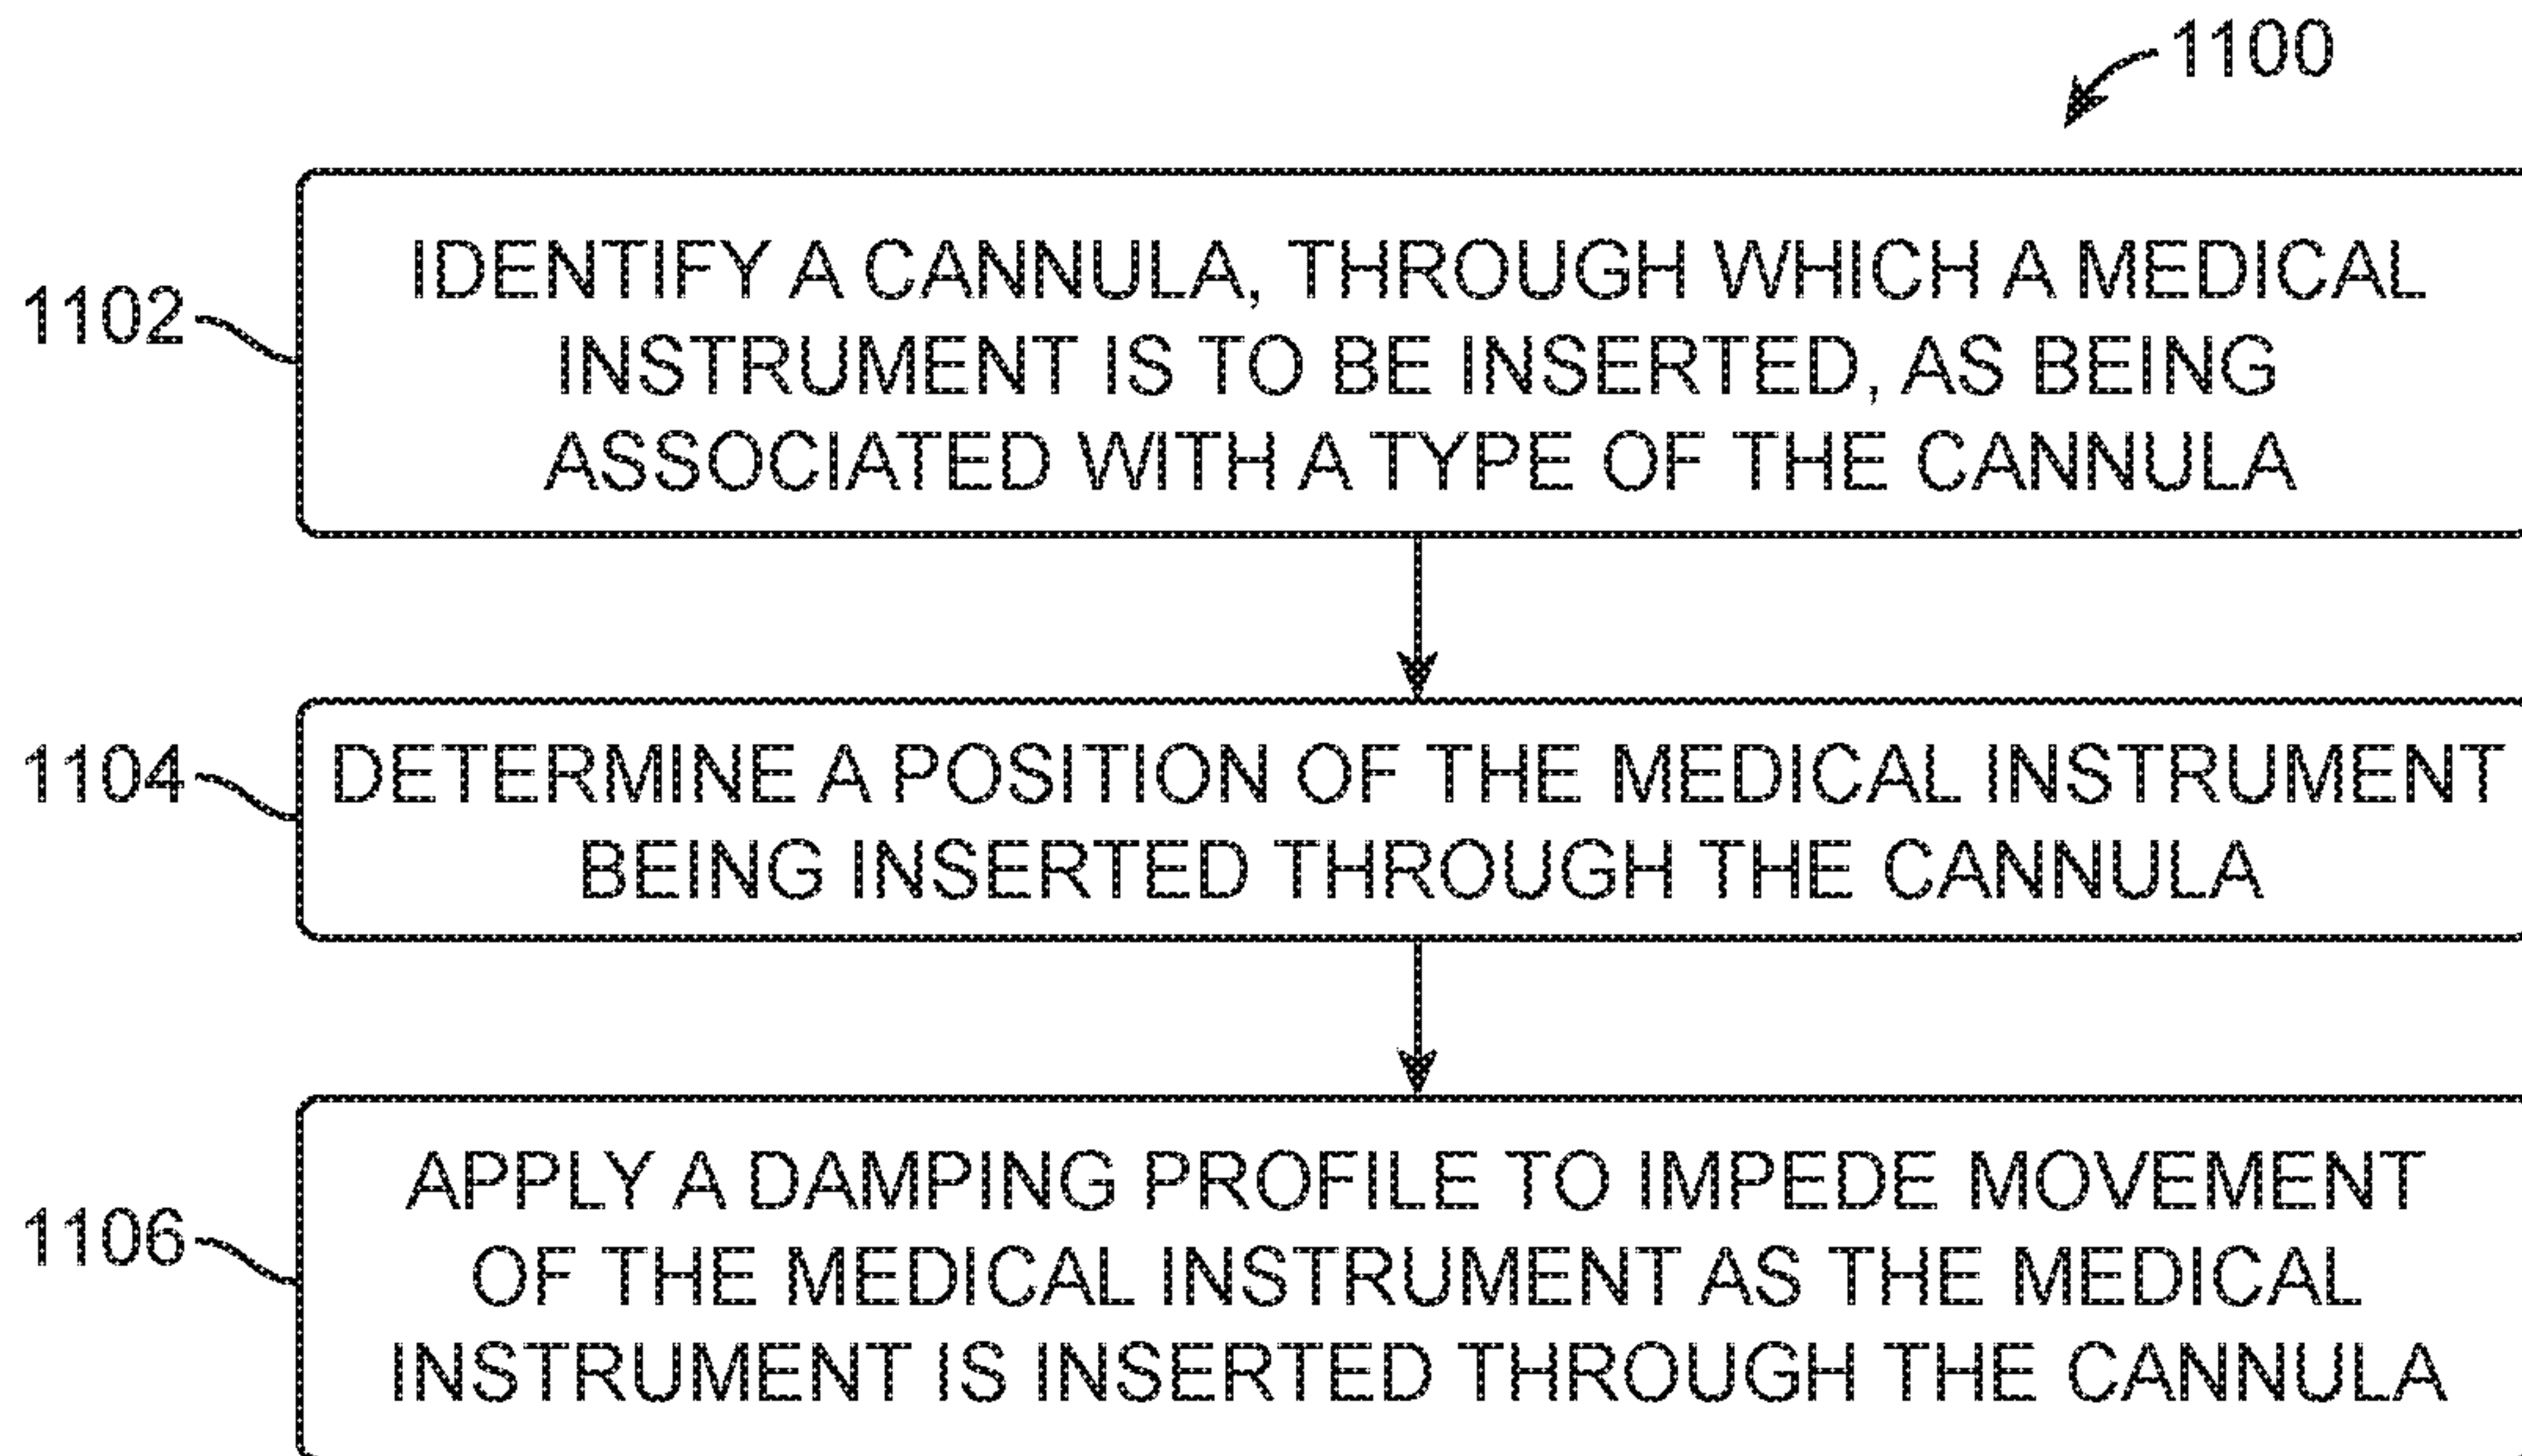 1100
1102
IDENTIFY A CANNULA, THROUGH WHICH A MEDICAL
INSTRUMENT IS TO BE INSERTED, AS BEING
ASSOCIATED WITH A TYPE OF THE CANNULA
1104
DETERMINE A POSITION OF THE MEDICAL INSTRUMENT
BEING INSERTED THROUGH THE CANNULA
1106
APPLY A DAMPING PROFILE TO IMPEDE MOVEMENT
OF THE MEDICAL INSTRUMENT AS THE MEDICAL
INSTRUMENT IS INSERTED THROUGH THE CANNULA